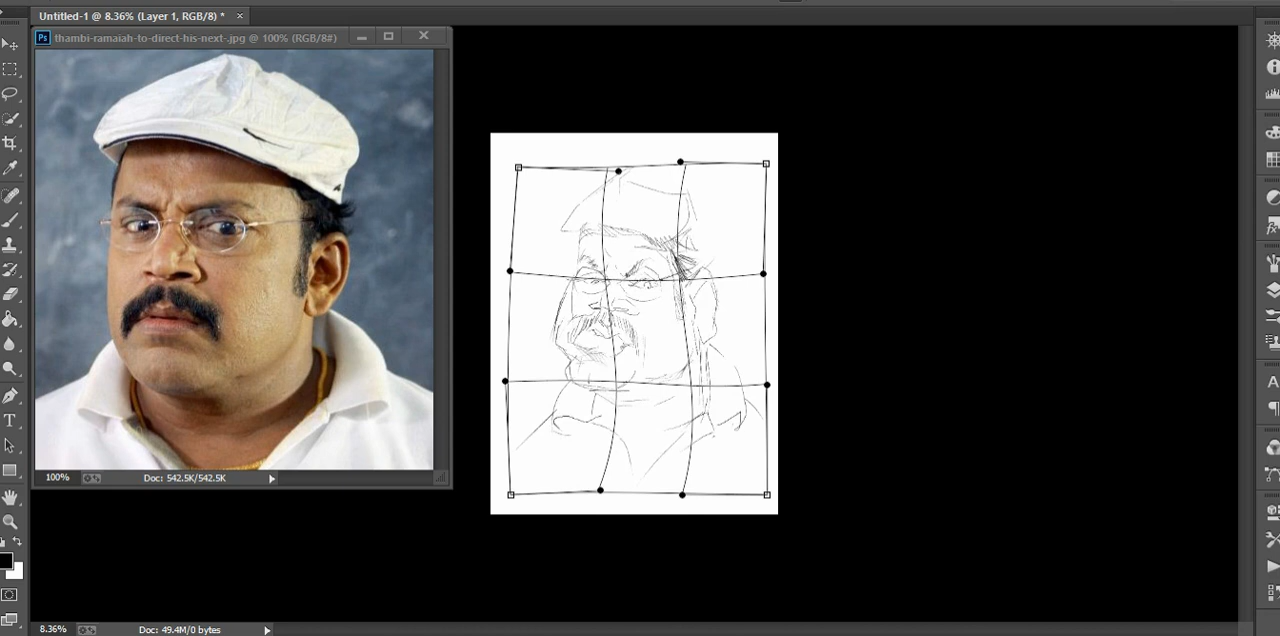 Untitled-1 @ 8.36% (Layer 1, RGB/8) * ×
Ps thambi-ramaiah-to-direct-his-next-.jpg @ 100% (RGB/8#)
100% Doc: 542.5K/542.5K
8.36% Doc: 49.4M/0 bytes